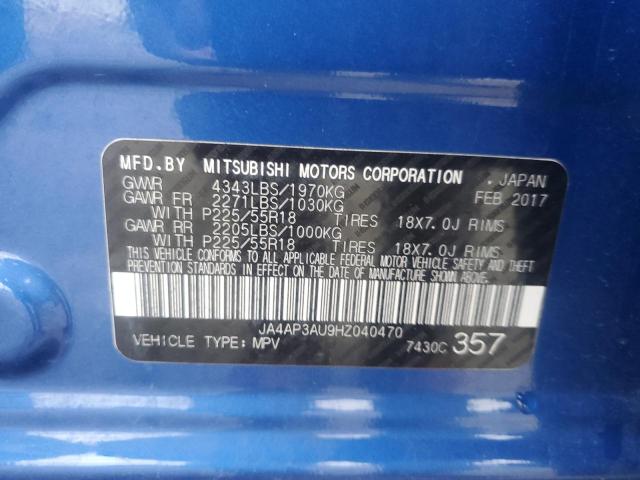 MFD.BY MITSUBISHI MOTORS CORPORATION . JAPAN
GVWR 4343LBS/1970KG FEB 2017
GAWR FR 2271LBS/1030KG
WITH P225/55R18 TIRES 18X7.0J RIMS
GAWR RR 2205LBS/1000KG
WITH P225/55R18 TIRES 18X7.0J RIMS
THIS VEHICLE CONFORMS TO ALL APPLICABLE FEDERAL MOTOR VEHICLE SAFETY AND THEFT
PREVENTION STANDARDS IN EFFECT ON THE DATE OF MANUFACTURE SHOWN ABOVE.
JA4AP3AU9HZ040470
VEHICLE TYPE: MPV 7430C 357